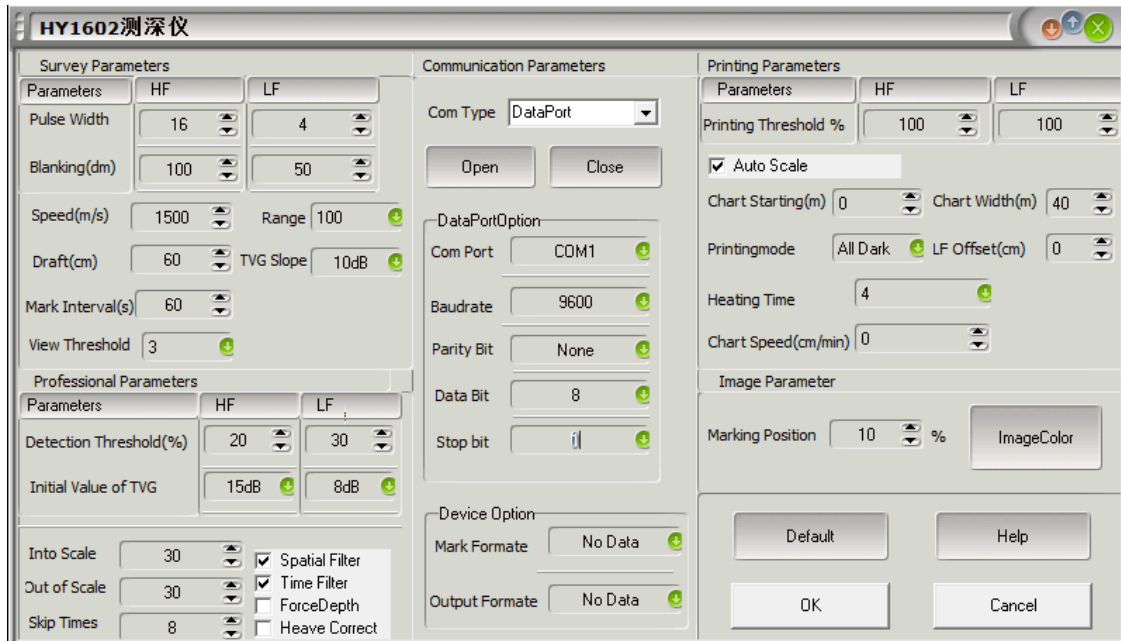 HY1602测深仪
Survey Parameters
Parameters HF LF
Pulse Width 16 4
Blanking(dm) 100 50
Speed(m/s) 1500 Range 100
Draft(cm) 60 TVG Slope 10dB
Mark Interval(s) 60
View Threshold 3
Professional Parameters
Parameters HF LF
Detection Threshold(%) 20 30
Initial Value of TVG 15dB 8dB
Into Scale 30
Out of Scale 30
Skip Times 8
Spatial Filter
Time Filter
ForceDepth
Heave Correct
Communication Parameters
Com Type DataPort
Open Close
DataPortOption
Com Port COM1
Baudrate 9600
Parity Bit None
Data Bit 8
Stop bit 1
Device Option
Mark Formate No Data
Output Formate No Data
Printing Parameters
Parameters HF LF
Printing Threshold % 100 100
Auto Scale
Chart Starting(m) 0 Chart Width(m) 40
Printingmode All Dark LF Offset(cm) 0
Heating Time 4
Chart Speed(cm/min) 0
Image Parameter
Marking Position 10 % ImageColor
Default Help
OK Cancel